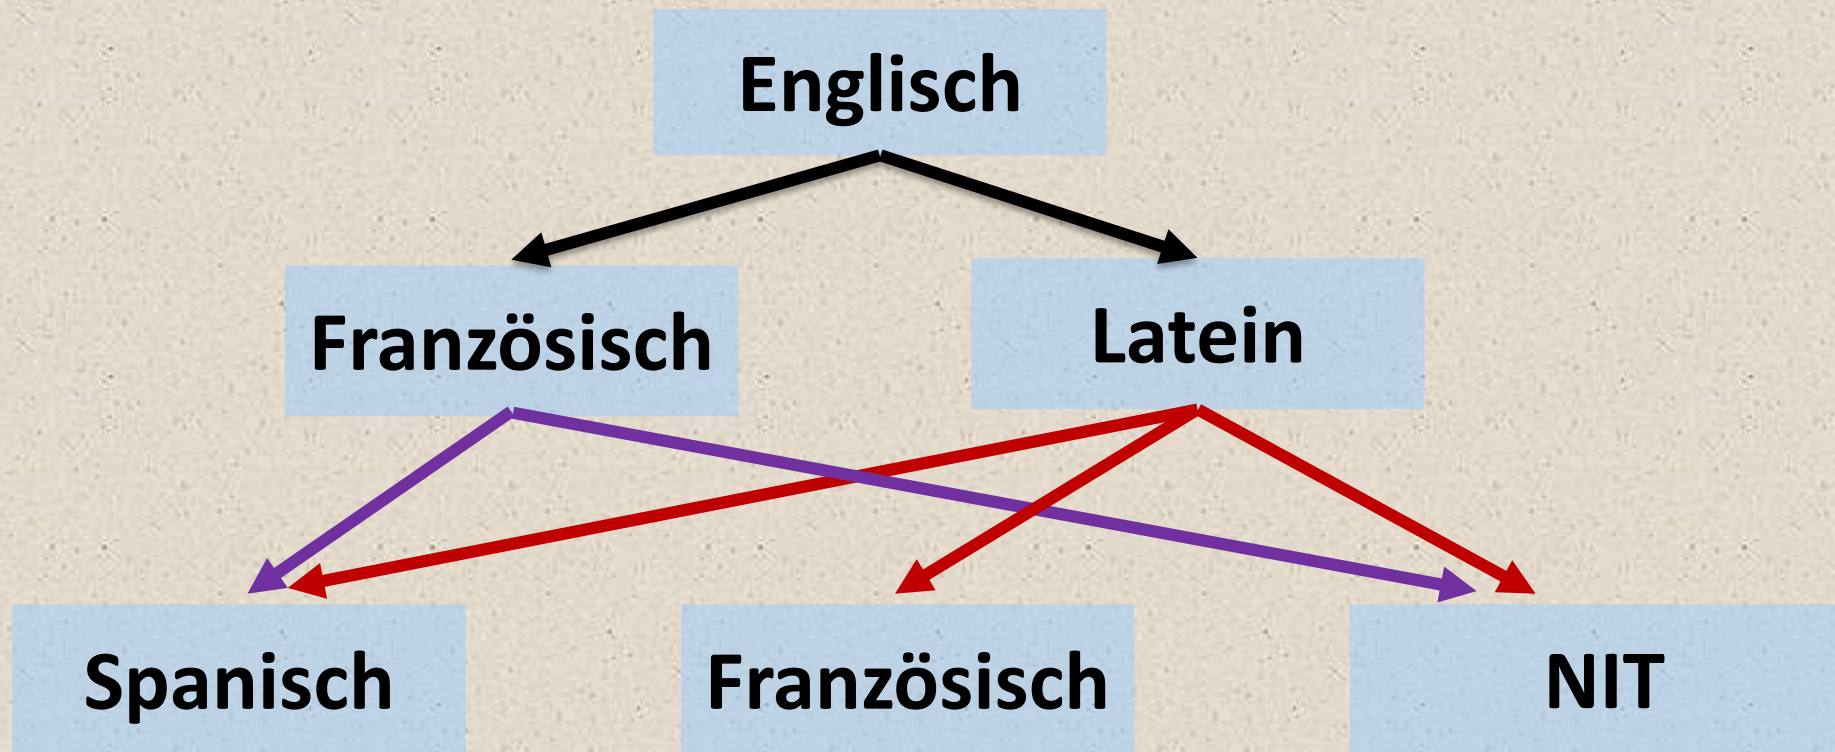 Englisch
Französisch
Latein
Spanisch
Französisch
NIT